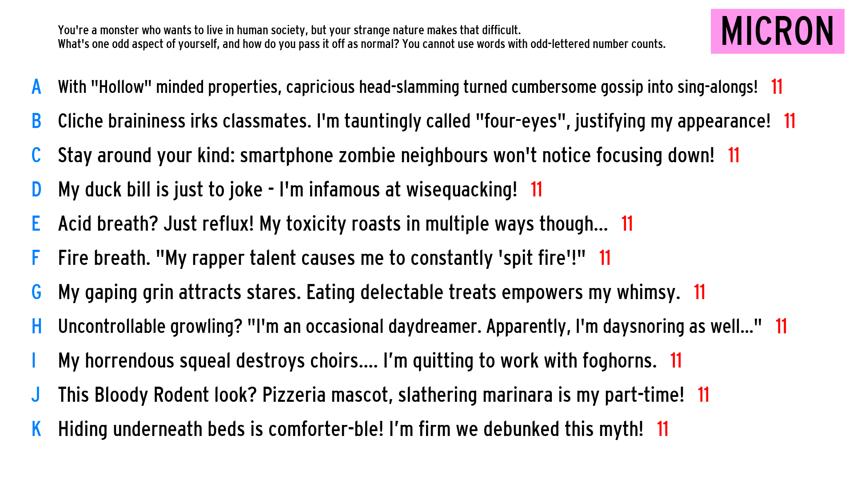 You're a monster who wants to live in human society, but your strange nature makes that difficult.
What's one odd aspect of yourself, and how do you pass it off as normal? You cannot use words with odd-lettered number counts.
MICRON
A With "Hollow" minded properties, capricious head-slamming turned cumbersome gossip into sing-alongs! 11
B Cliche braininess irks classmates. I'm tauntingly called "four-eyes", justifying my appearance! 11
C Stay around your kind: smartphone zombie neighbours won't notice focusing down! 11
D My duck bill is just to joke - I'm infamous at wisequacking! 11
E Acid breath? Just reflux! My toxicity roasts in multiple ways though... 11
F Fire breath. "My rapper talent causes me to constantly 'spit fire'!" 11
G My gaping grin attracts stares. Eating delectable treats empowers my whimsy. 11
H Uncontrollable growling? "I'm an occasional daydreamer. Apparently, I'm daysnoring as well..." 11
I My horrendous squeal destroys choirs.... I’m quitting to work with foghorns. 11
J This Bloody Rodent look? Pizzeria mascot, slathering marinara is my part-time! 11
K Hiding underneath beds is comforter-ble! I’m firm we debunked this myth! 11